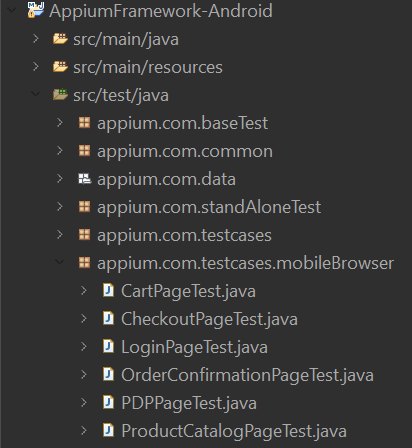 AppiumFramework-Android
src/main/java
src/main/resources
src/test/java
appium.com.baseTest
appium.com.common
appium.com.data
appium.com.standAloneTest
appium.com.testcases
appium.com.testcases.mobileBrowser
CartPageTest.java
CheckoutPageTest.java
LoginPageTest.java
OrderConfirmationPageTest.java
PDPPageTest.java
ProductCatalogPageTest.java